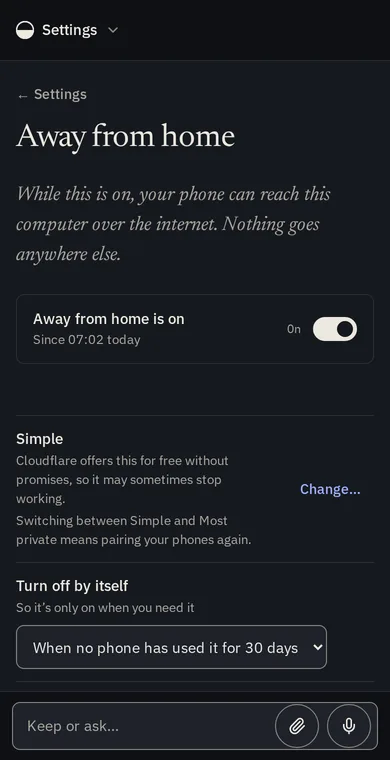 Settings
← Settings
Away from home
While this is on, your phone can reach this
computer over the internet. Nothing goes
anywhere else.
Away from home is on
Since 07:02 today
On
Simple
Cloudflare offers this for free without
promises, so it may sometimes stop
working.
Switching between Simple and Most
private means pairing your phones again.
Change…
Turn off by itself
So it’s only on when you need it
When no phone has used it for 30 days
Keep or ask…